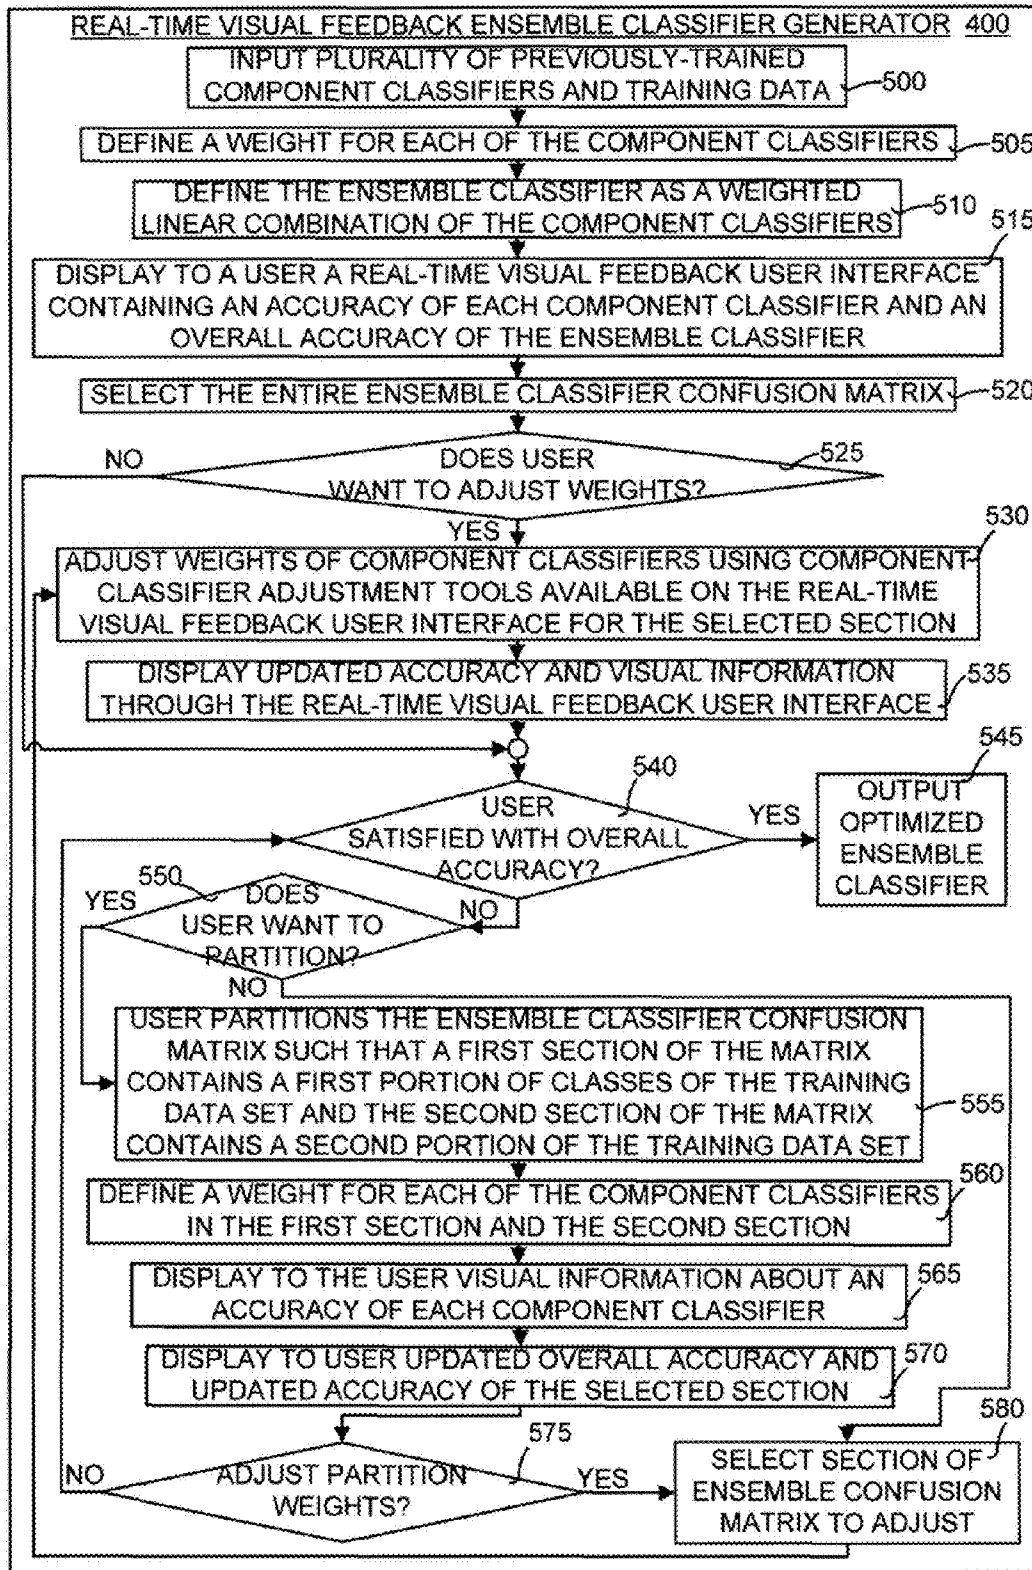 REAL-TIME VISUAL FEEDBACK ENSEMBLE CLASSIFIER GENERATOR 400
INPUT PLURALITY OF PREVIOUSLY-TRAINED
COMPONENT CLASSIFIERS AND TRAINING DATA
500
DEFINE A WEIGHT FOR EACH OF THE COMPONENT CLASSIFIERS
505
DEFINE THE ENSEMBLE CLASSIFIER AS A WEIGHTED
LINEAR COMBINATION OF THE COMPONENT CLASSIFIERS
510
515
DISPLAY TO A USER A REAL-TIME VISUAL FEEDBACK USER INTERFACE
CONTAINING AN ACCURACY OF EACH COMPONENT CLASSIFIER AND AN
OVERALL ACCURACY OF THE ENSEMBLE CLASSIFIER
SELECT THE ENTIRE ENSEMBLE CLASSIFIER CONFUSION MATRIX
520
NO
DOES USER
WANT TO ADJUST WEIGHTS?
525
YES
530
ADJUST WEIGHTS OF COMPONENT CLASSIFIERS USING COMPONENT
CLASSIFIER ADJUSTMENT TOOLS AVAILABLE ON THE REAL-TIME
VISUAL FEEDBACK USER INTERFACE FOR THE SELECTED SECTION
DISPLAY UPDATED ACCURACY AND VISUAL INFORMATION
THROUGH THE REAL-TIME VISUAL FEEDBACK USER INTERFACE
535
540
USER
SATISFIED WITH OVERALL
ACCURACY?
YES
545
OUTPUT
OPTIMIZED
ENSEMBLE
CLASSIFIER
NO
550
YES
DOES
USER WANT TO
PARTITION?
NO
USER PARTITIONS THE ENSEMBLE CLASSIFIER CONFUSION
MATRIX SUCH THAT A FIRST SECTION OF THE MATRIX
CONTAINS A FIRST PORTION OF CLASSES OF THE TRAINING
DATA SET AND THE SECOND SECTION OF THE MATRIX
CONTAINS A SECOND PORTION OF THE TRAINING DATA SET
555
DEFINE A WEIGHT FOR EACH OF THE COMPONENT CLASSIFIERS
IN THE FIRST SECTION AND THE SECOND SECTION
560
DISPLAY TO THE USER VISUAL INFORMATION ABOUT AN
ACCURACY OF EACH COMPONENT CLASSIFIER
565
DISPLAY TO USER UPDATED OVERALL ACCURACY AND
UPDATED ACCURACY OF THE SELECTED SECTION
570
575
NO
ADJUST PARTITION
WEIGHTS?
YES
580
SELECT SECTION OF
ENSEMBLE CONFUSION
MATRIX TO ADJUST